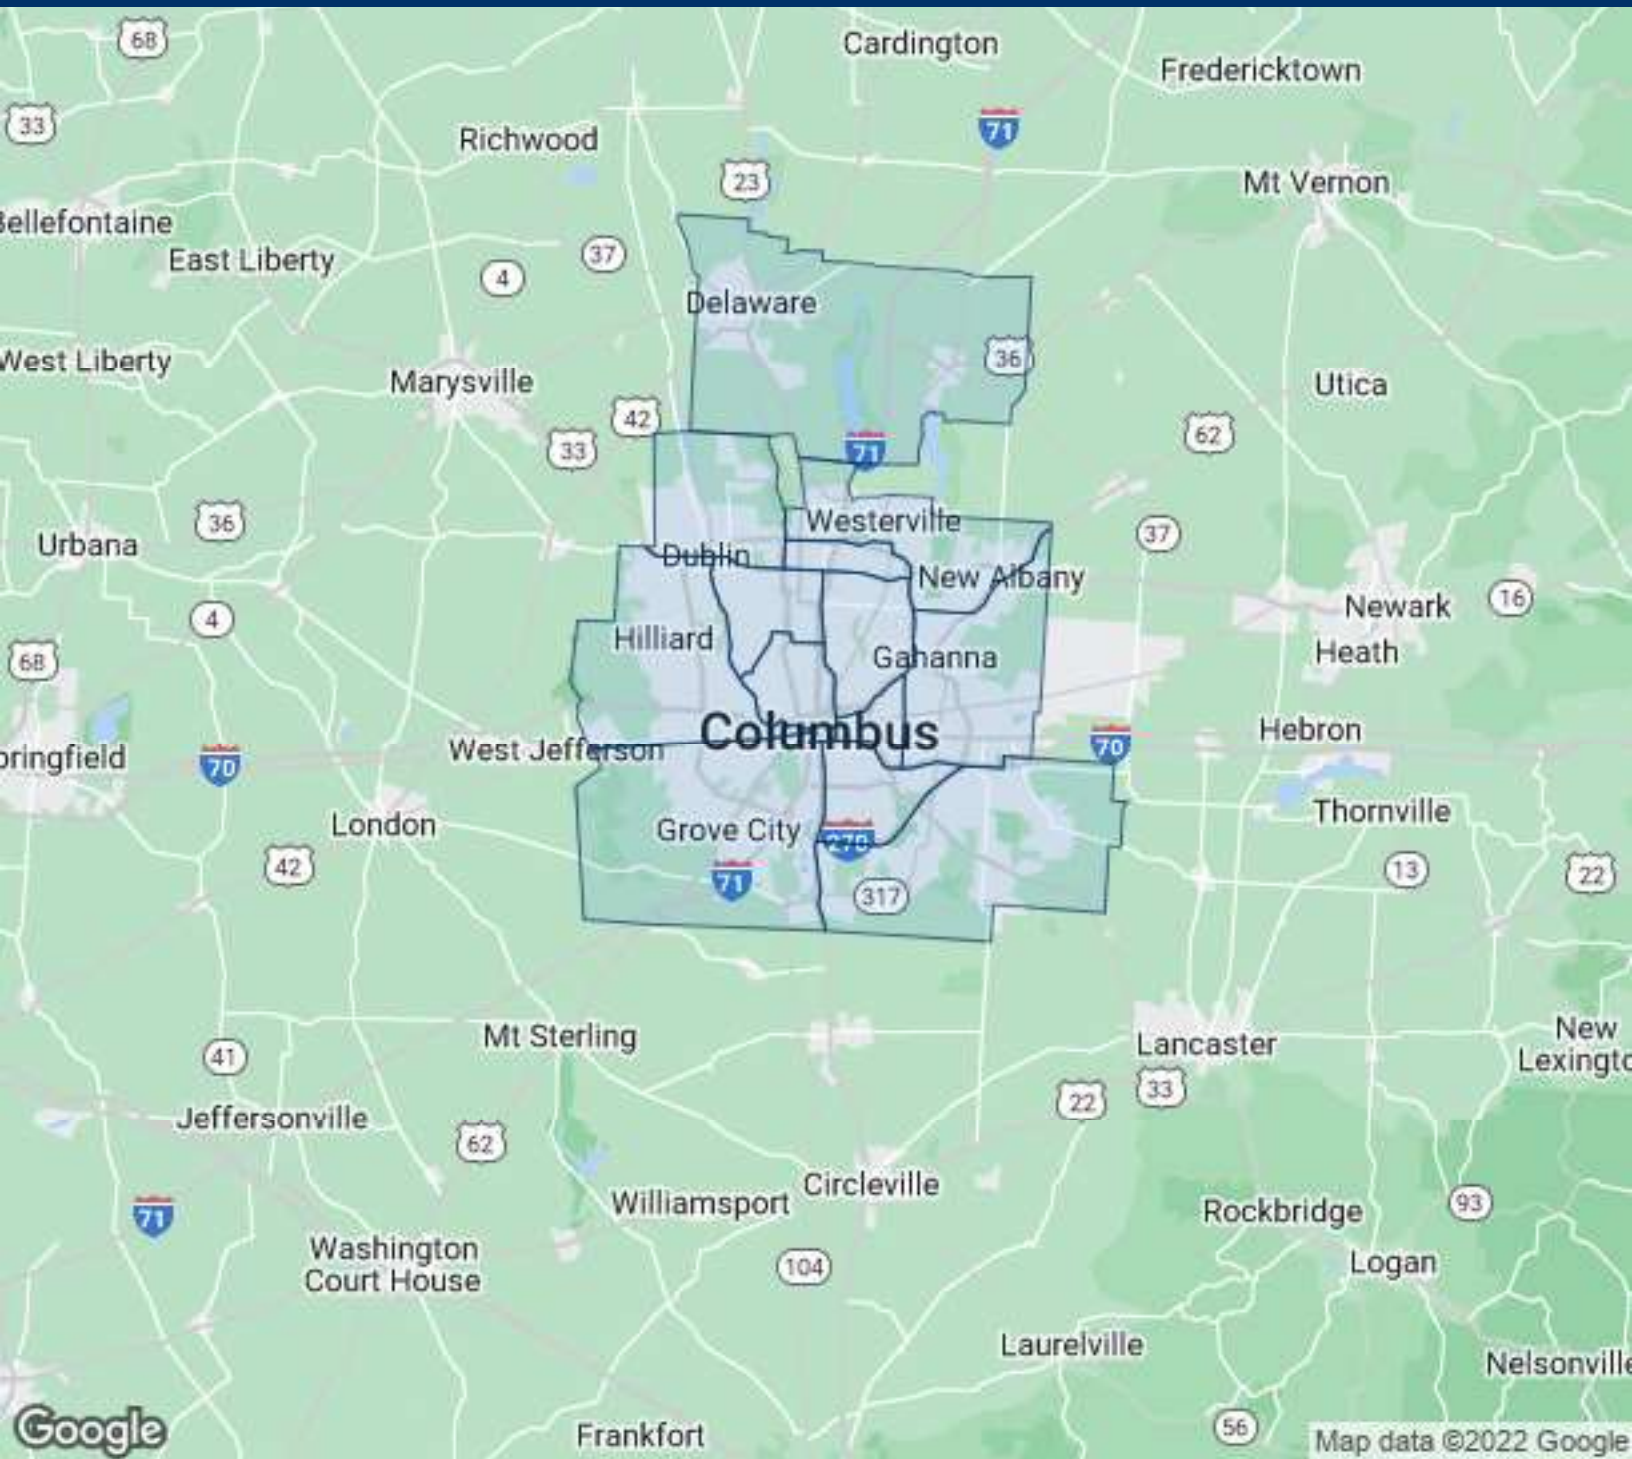 68
Cardington
Fredericktown
33
71
Richwood
23
Mt Vernon
Bellefontaine
East Liberty
37
4
Delaware
36
West Liberty
Marysville
Utica
42
33
71
62
36
Westerville
37
Urbana
Dublin
New Albany
4
Newark
16
Hilliard
Heath
68
Gahanna
Columbus
Hebron
West Jefferson
70
pringfield
70
London
Grove City
270
Thornville
42
71
317
13
22
Mt Sterling
Lancaster
New
Lexingto
41
33
22
Jeffersonville
62
Circleville
Williamsport
71
Rockbridge
93
Washington
Court House
104
Logan
Laurelville
Nelsonville
Google
Frankfort
56
Map data ©2022 Google